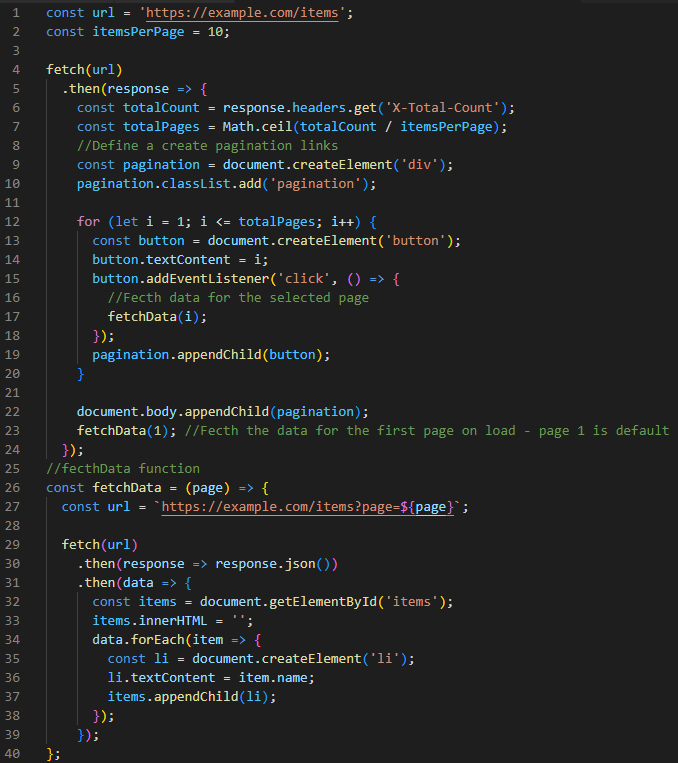 1 const url = 'https://example.com/items';
2 const itemsPerPage = 10;
3
4 fetch(url)
5 .then(response => {
6 const totalCount = response.headers.get('X-Total-Count');
7 const totalPages = Math.ceil(totalCount / itemsPerPage);
8 //Define a create pagination links
9 const pagination = document.createElement('div');
10 pagination.classList.add('pagination');
11
12 for (let i = 1; i <= totalPages; i++) {
13 const button = document.createElement('button');
14 button.textContent = i;
15 button.addEventListener('click', () => {
16 //Fecth data for the selected page
17 fetchData(i);
18 });
19 pagination.appendChild(button);
20 }
21
22 document.body.appendChild(pagination);
23 fetchData(1); //Fecth the data for the first page on load - page 1 is default
24 });
25 //fecthData function
26 const fetchData = (page) => {
27 const url = `https://example.com/items?page=${page}`;
28
29 fetch(url)
30 .then(response => response.json())
31 .then(data => {
32 const items = document.getElementById('items');
33 items.innerHTML = '';
34 data.forEach(item => {
35 const li = document.createElement('li');
36 li.textContent = item.name;
37 items.appendChild(li);
38 });
39 });
40 };